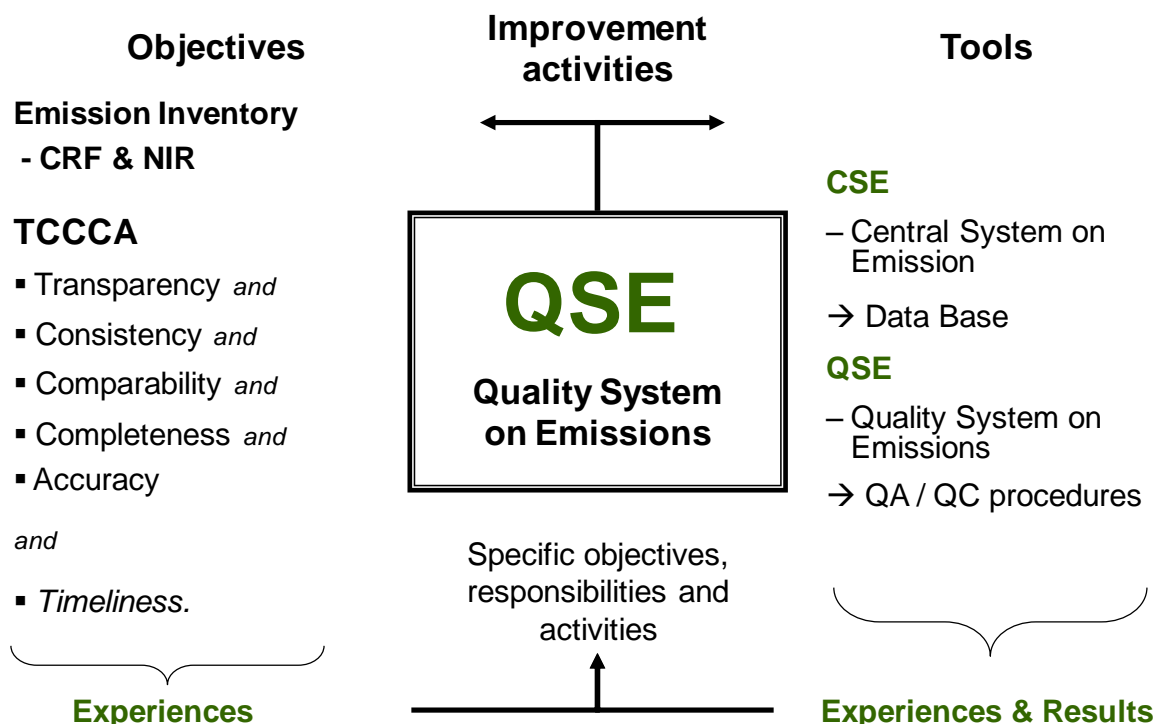 Objectives
Emission Inventory
- CRF & NIR
TCCCA
▪ Transparency and
▪ Consistency and
▪ Comparability and
▪ Completeness and
▪ Accuracy
and
▪ Timeliness.
Experiences
Improvement
activities
QSE
Quality System
on Emissions
Specific objectives,
responsibilities and
activities
Tools
CSE
– Central System on
Emission
→ Data Base
QSE
– Quality System on
Emissions
→ QA / QC procedures
Experiences & Results